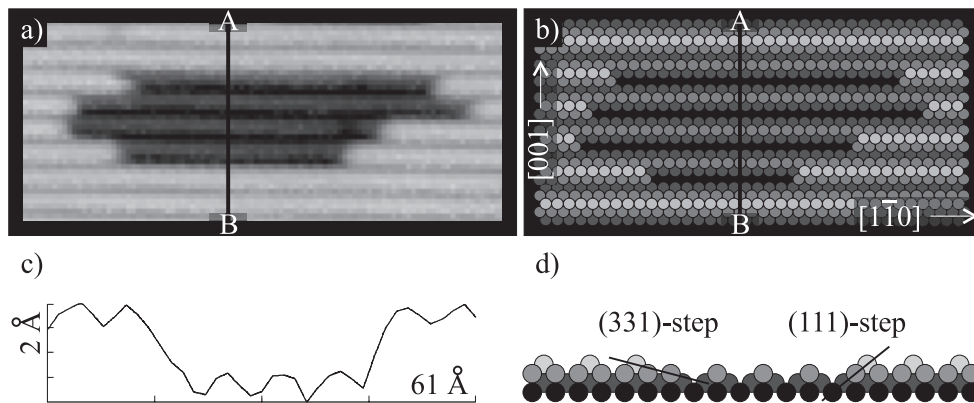 a)
A
B
b)
A
B
[001]
[11̅0]
c)
2 Å
61 Å
d)
(331)-step
(111)-step